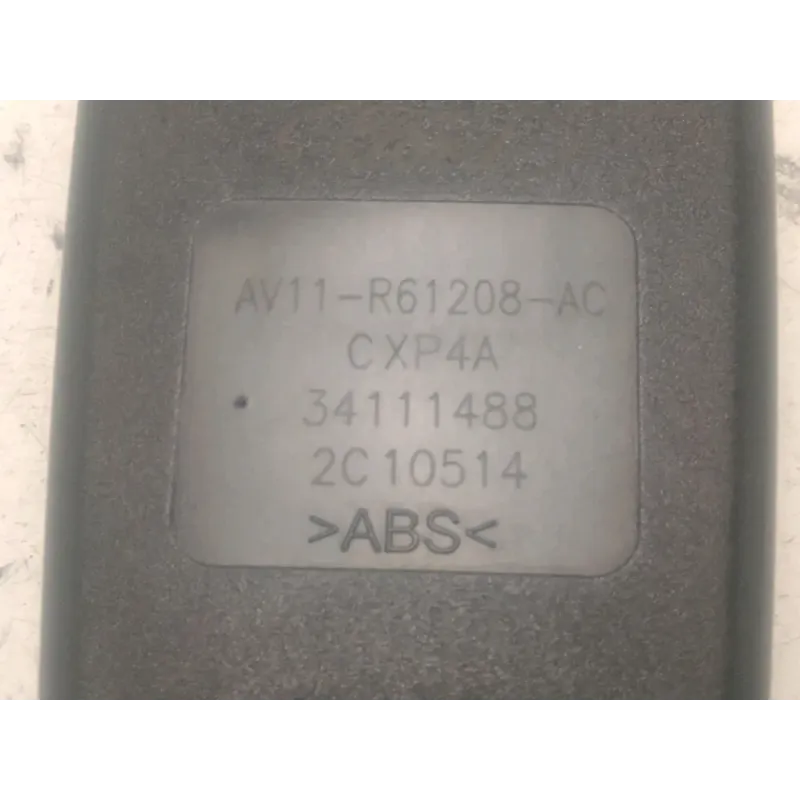 AV11-R61208-AC
CXP4A
34111488
2C10514
>ABS<